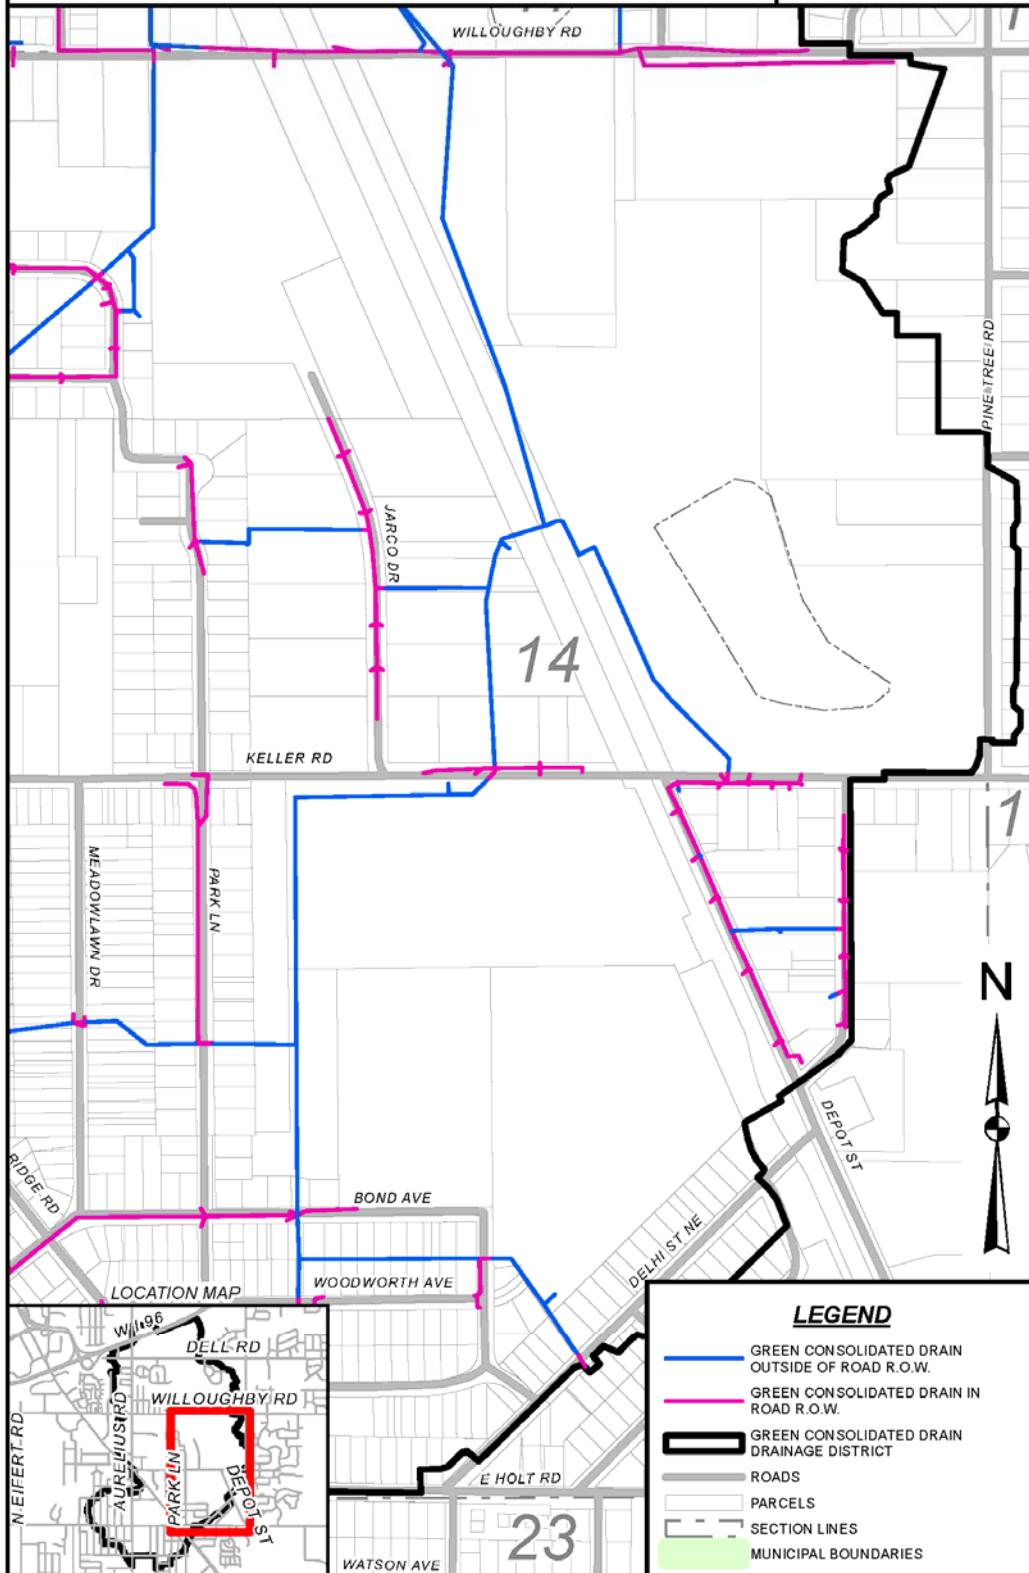 WILLOUGHBY RD
PINE TREE RD
JARCO DR
14
KELLER RD
1
MEADOWLAWN DR
PARK LN
N
DEPOT ST
RIDGE RD
BOND AVE
DELHI ST NE
WOODWORTH AVE
LOCATION MAP
W I 96
DELL RD
WILLOUGHBY RD
N EIFERT RD
AURELIUS RD
PARK LN
DEPOT ST
E HOLT RD
23
WATSON AVE
LEGEND
GREEN CONSOLIDATED DRAIN
OUTSIDE OF ROAD R.O.W.
GREEN CONSOLIDATED DRAIN IN
ROAD R.O.W.
GREEN CONSOLIDATED DRAIN
DRAINAGE DISTRICT
ROADS
PARCELS
SECTION LINES
MUNICIPAL BOUNDARIES